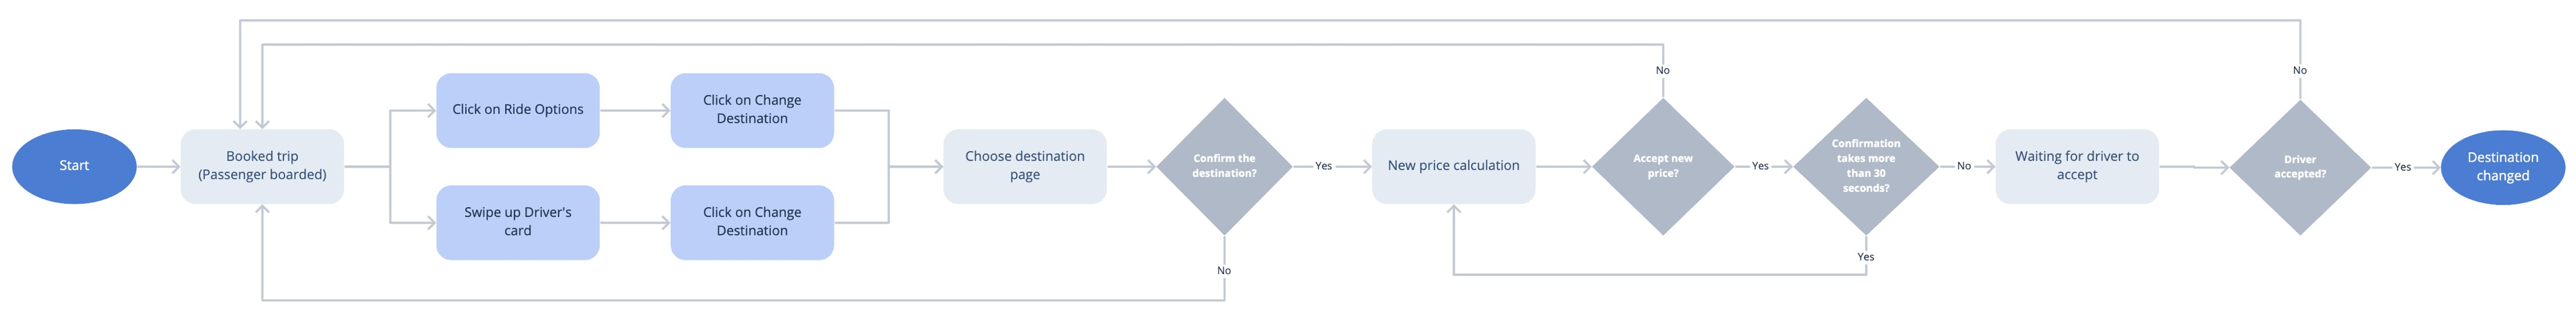 Start
Booked trip
(Passenger boarded)
Click on Ride Options
Click on Change
Destination
Swipe up Driver's
card
Click on Change
Destination
Choose destination
page
Confirm the
destination?
No
Yes
New price calculation
Accept new
price?
No
Yes
Confirmation
takes more
than 30
seconds?
Yes
No
Waiting for driver to
accept
Driver
accepted?
No
Yes
Destination
changed